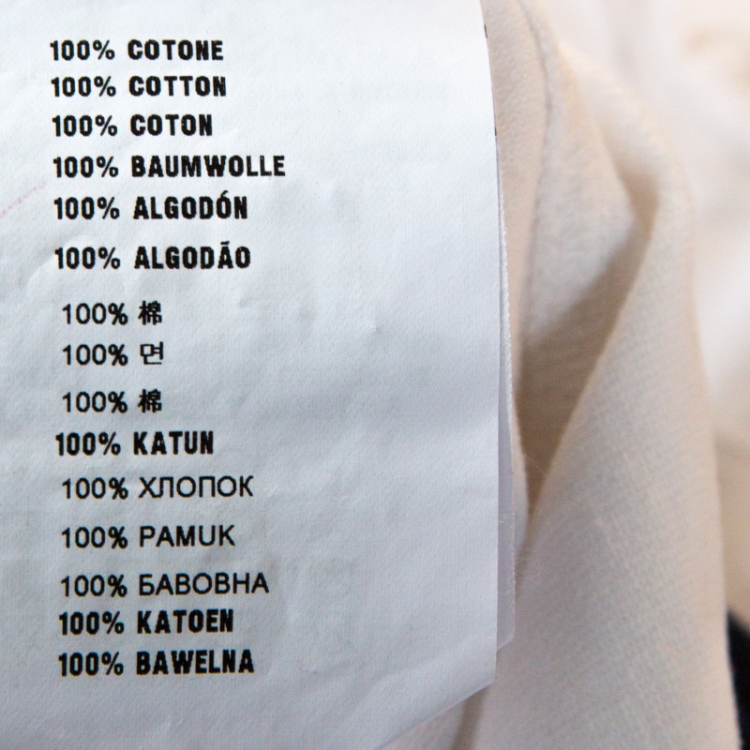 100% COTONE
100% COTTON
100% COTON
100% BAUMWOLLE
100% ALGODÓN
100% ALGODÃO
100% 棉
100% 면
100% 棉
100% KATUN
100% ХЛОПОК
100% PAMUK
100% БАВОВНА
100% KATOEN
100% BAWELNA